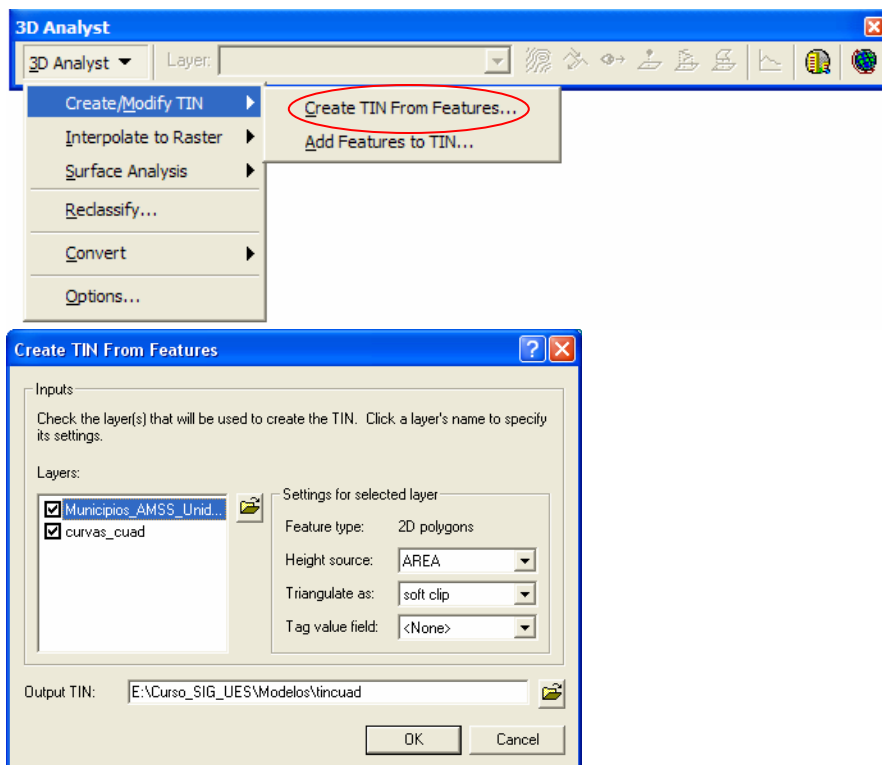 3D Analyst
3D Analyst
Layer:
Create/Modify TIN
Interpolate to Raster
Surface Analysis
Reclassify...
Convert
Options...
Create TIN From Features...
Add Features to TIN...
Create TIN From Features
Inputs
Check the layer(s) that will be used to create the TIN. Click a layer's name to specify
its settings.
Layers:
Municipios_AMSS_Unid...
curvas_cuad
Settings for selected layer
Feature type: 2D polygons
Height source: AREA
Triangulate as: soft clip
Tag value field: <None>
Output TIN: E:\Curso_SIG_UES\Modelos\tincuad
OK Cancel